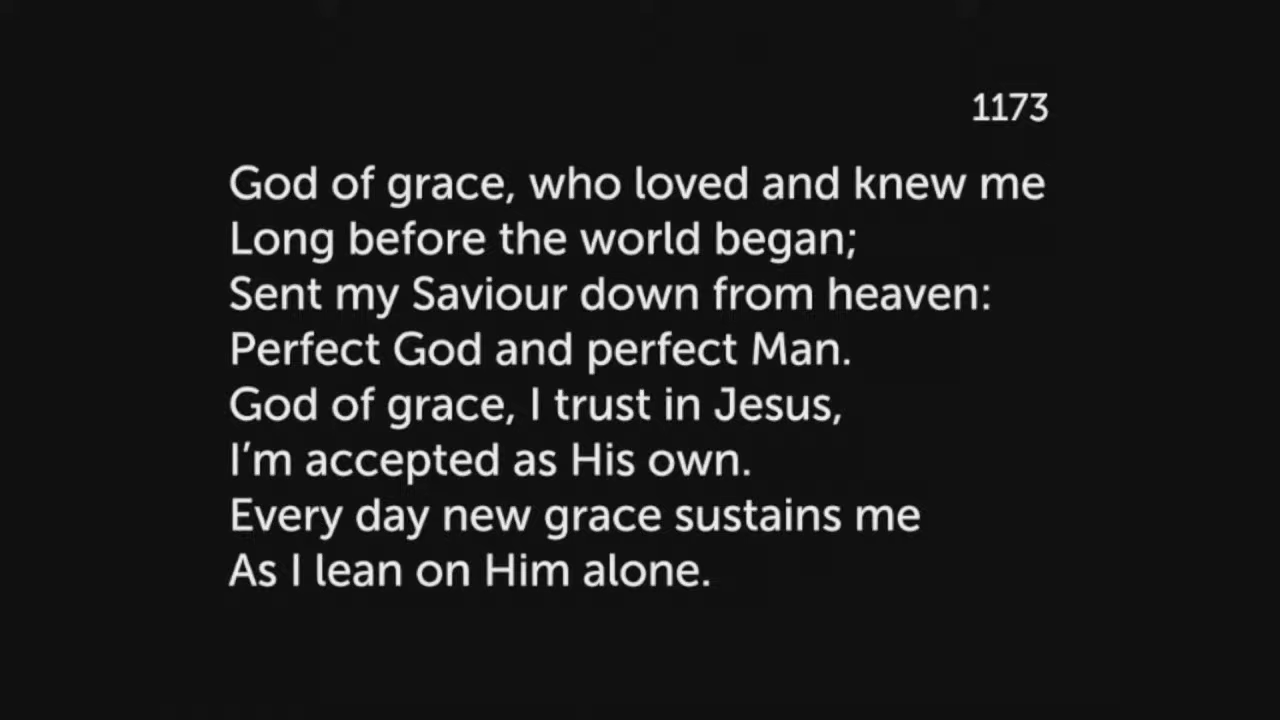 1173
God of grace, who loved and knew me
Long before the world began;
Sent my Saviour down from heaven:
Perfect God and perfect Man.
God of grace, I trust in Jesus,
I'm accepted as His own.
Every day new grace sustains me
As I lean on Him alone.